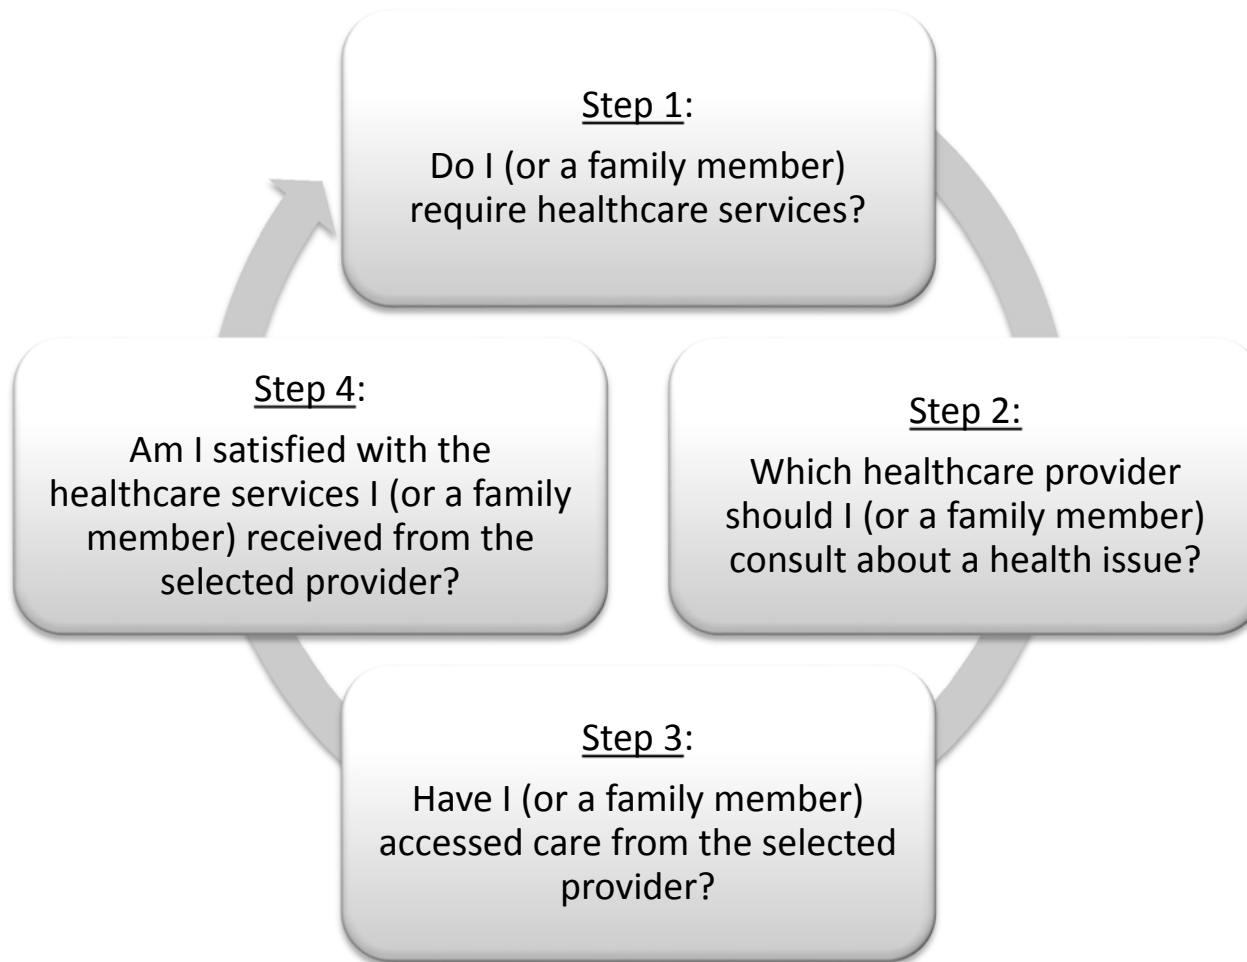 Step 1:
Do I (or a family member)
require healthcare services?
Step 2:
Which healthcare provider
should I (or a family member)
consult about a health issue?
Step 3:
Have I (or a family member)
accessed care from the selected
provider?
Step 4:
Am I satisfied with the
healthcare services I (or a family
member) received from the
selected provider?